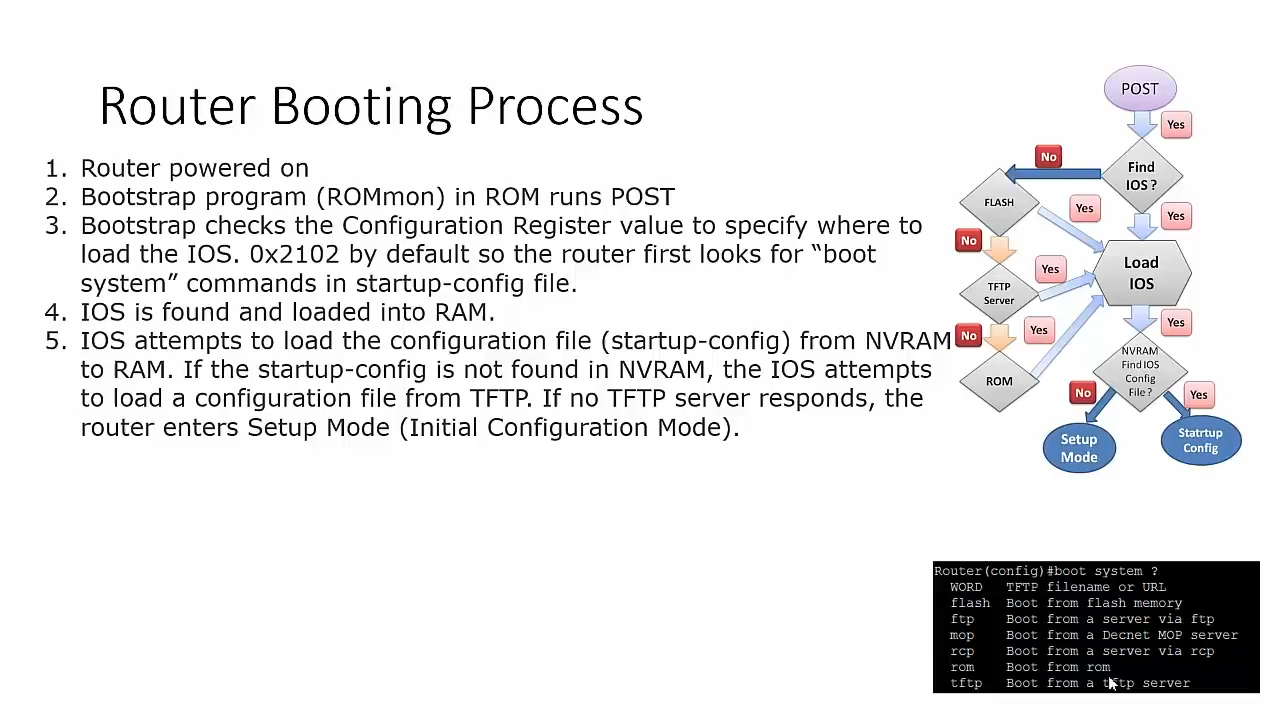 Router Booting Process
1. Router powered on
2. Bootstrap program (ROMmon) in ROM runs POST
3. Bootstrap checks the Configuration Register value to specify where to
load the IOS. 0x2102 by default so the router first looks for “boot
system” commands in startup-config file.
4. IOS is found and loaded into RAM.
5. IOS attempts to load the configuration file (startup-config) from NVRAM
to RAM. If the startup-config is not found in NVRAM, the IOS attempts
to load a configuration file from TFTP. If no TFTP server responds, the
router enters Setup Mode (Initial Configuration Mode).
POST
Yes
No
Find
IOS ?
FLASH
Yes
Yes
No
Load
IOS
Yes
TFTP
Server
Yes
No
Yes
NVRAM
Find IOS
Config
File ?
ROM
No
Yes
Setup
Mode
Statrtup
Config
Router(config)#boot system ?
WORD TFTP filename or URL
flash Boot from flash memory
ftp Boot from a server via ftp
mop Boot from a Decnet MOP server
rcp Boot from a server via rcp
rom Boot from rom
tftp Boot from a tftp server